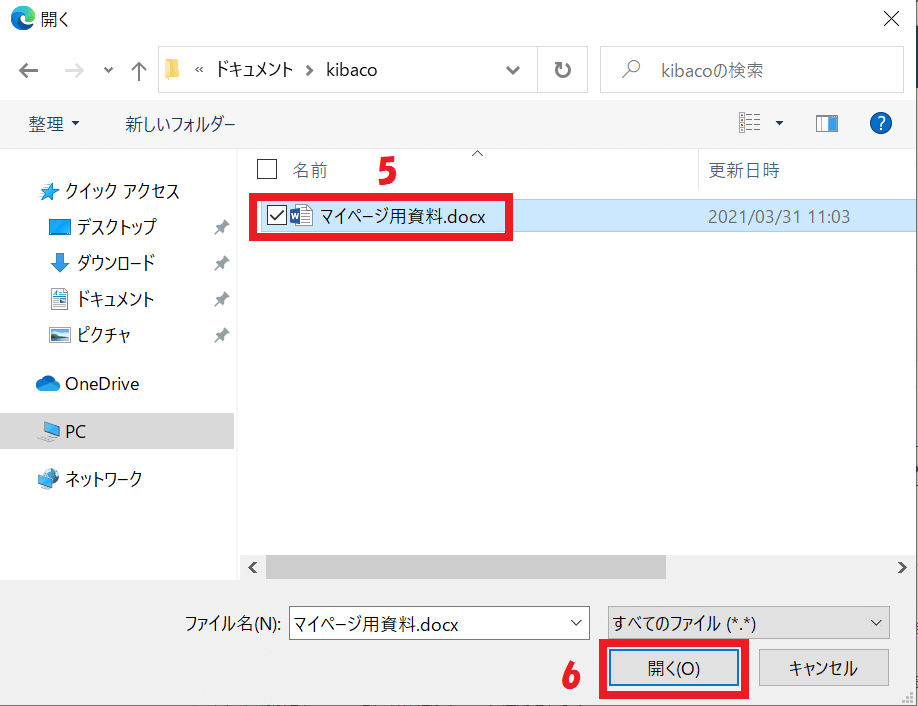 開く
« ドキュメント > kibaco
kibacoの検索
整理 新しいフォルダー
?
名前 5 更新日時
クイック アクセス
マイページ用資料.docx 2021/03/31 11:03
デスクトップ
ダウンロード
ドキュメント
ピクチャ
OneDrive
PC
ネットワーク
ファイル名(N): マイページ用資料.docx すべてのファイル (*.*)
6 開く(O) キャンセル